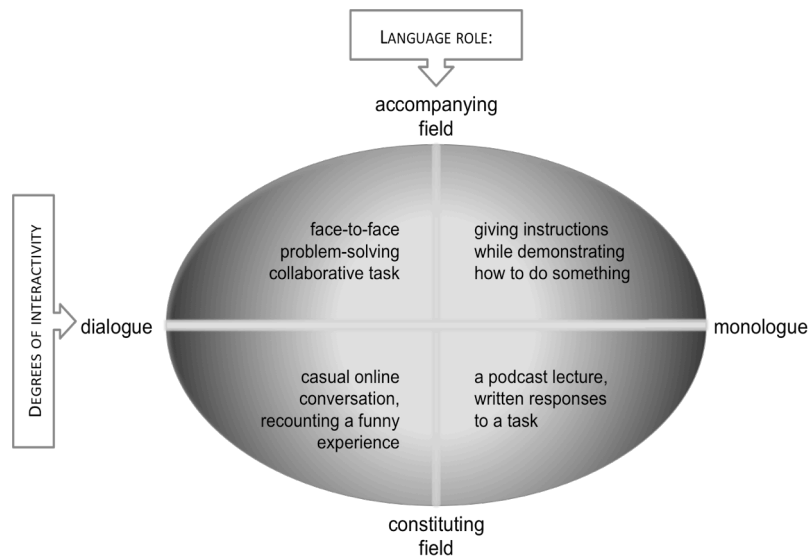 LANGUAGE ROLE:
accompanying
field
face-to-face
problem-solving
collaborative task
giving instructions
while demonstrating
how to do something
DEGREES OF INTERACTIVITY
dialogue
monologue
casual online
conversation,
recounting a funny
experience
a podcast lecture,
written responses
to a task
constituting
field